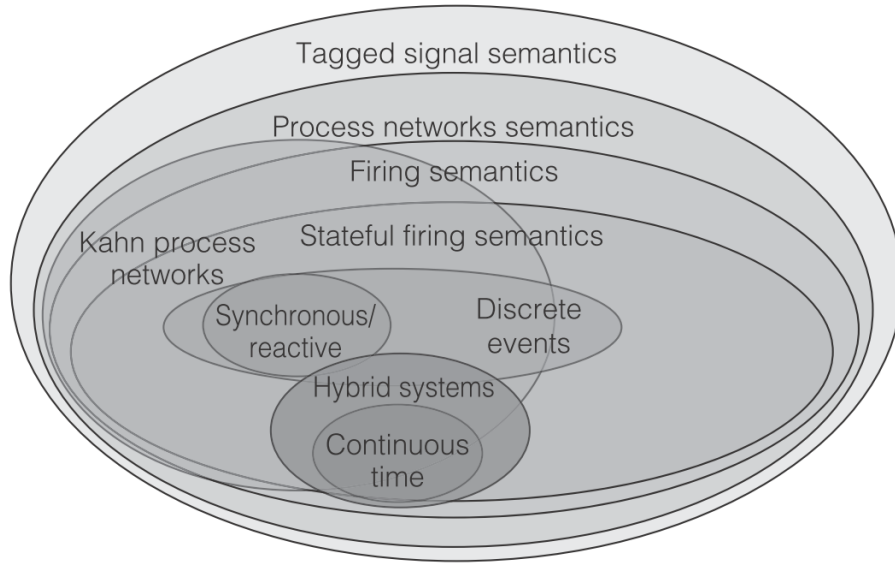 Tagged signal semantics
Process networks semantics
Firing semantics
Stateful firing semantics
Kahn process
networks
Synchronous/
reactive
Discrete
events
Hybrid systems
Continuous
time